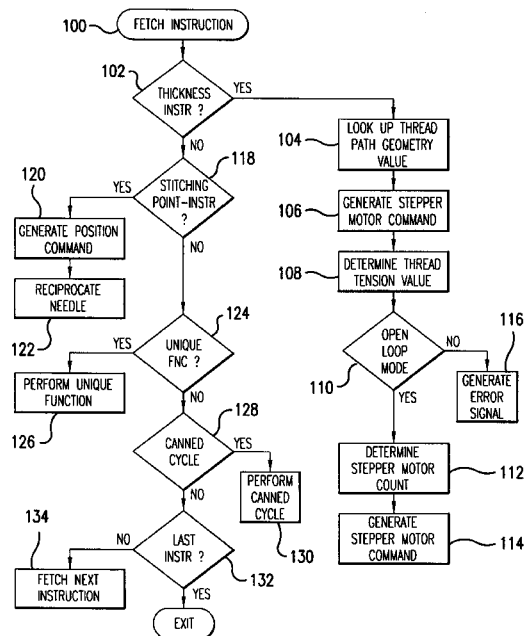 100
FETCH INSTRUCTION
102
THICKNESS
INSTR ?
YES
NO
104
LOOK UP THREAD
PATH GEOMETRY
VALUE
118
STITCHING
POINT-INSTR
?
YES
NO
120
GENERATE POSITION
COMMAND
106
GENERATE STEPPER
MOTOR COMMAND
RECIPROCATE
NEEDLE
122
108
DETERMINE THREAD
TENSION VALUE
124
UNIQUE
FNC ?
YES
NO
110
OPEN
LOOP
MODE
NO
YES
116
GENERATE
ERROR
SIGNAL
PERFORM UNIQUE
FUNCTION
126
128
CANNED
CYCLE
YES
NO
PERFORM
CANNED
CYCLE
130
DETERMINE
STEPPER MOTOR
COUNT
112
GENERATE
STEPPER MOTOR
COMMAND
114
134
NO
LAST
INSTR ?
132
YES
FETCH NEXT
INSTRUCTION
EXIT